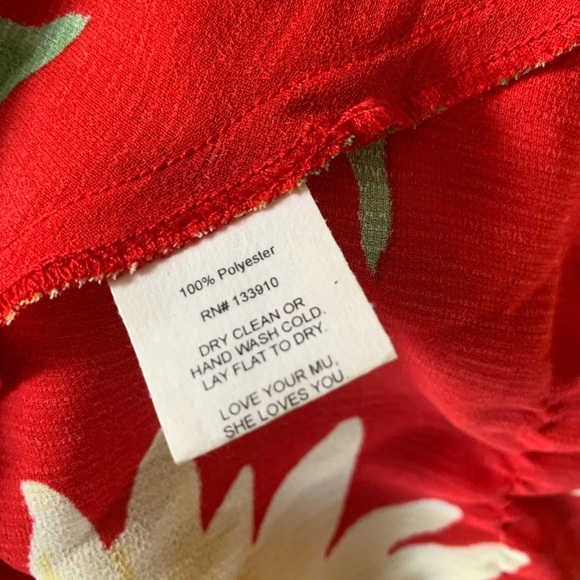 100% Polyester
RN# 133910
DRY CLEAN OR
HAND WASH COLD.
LAY FLAT TO DRY.
LOVE YOUR MU,
SHE LOVES YOU.